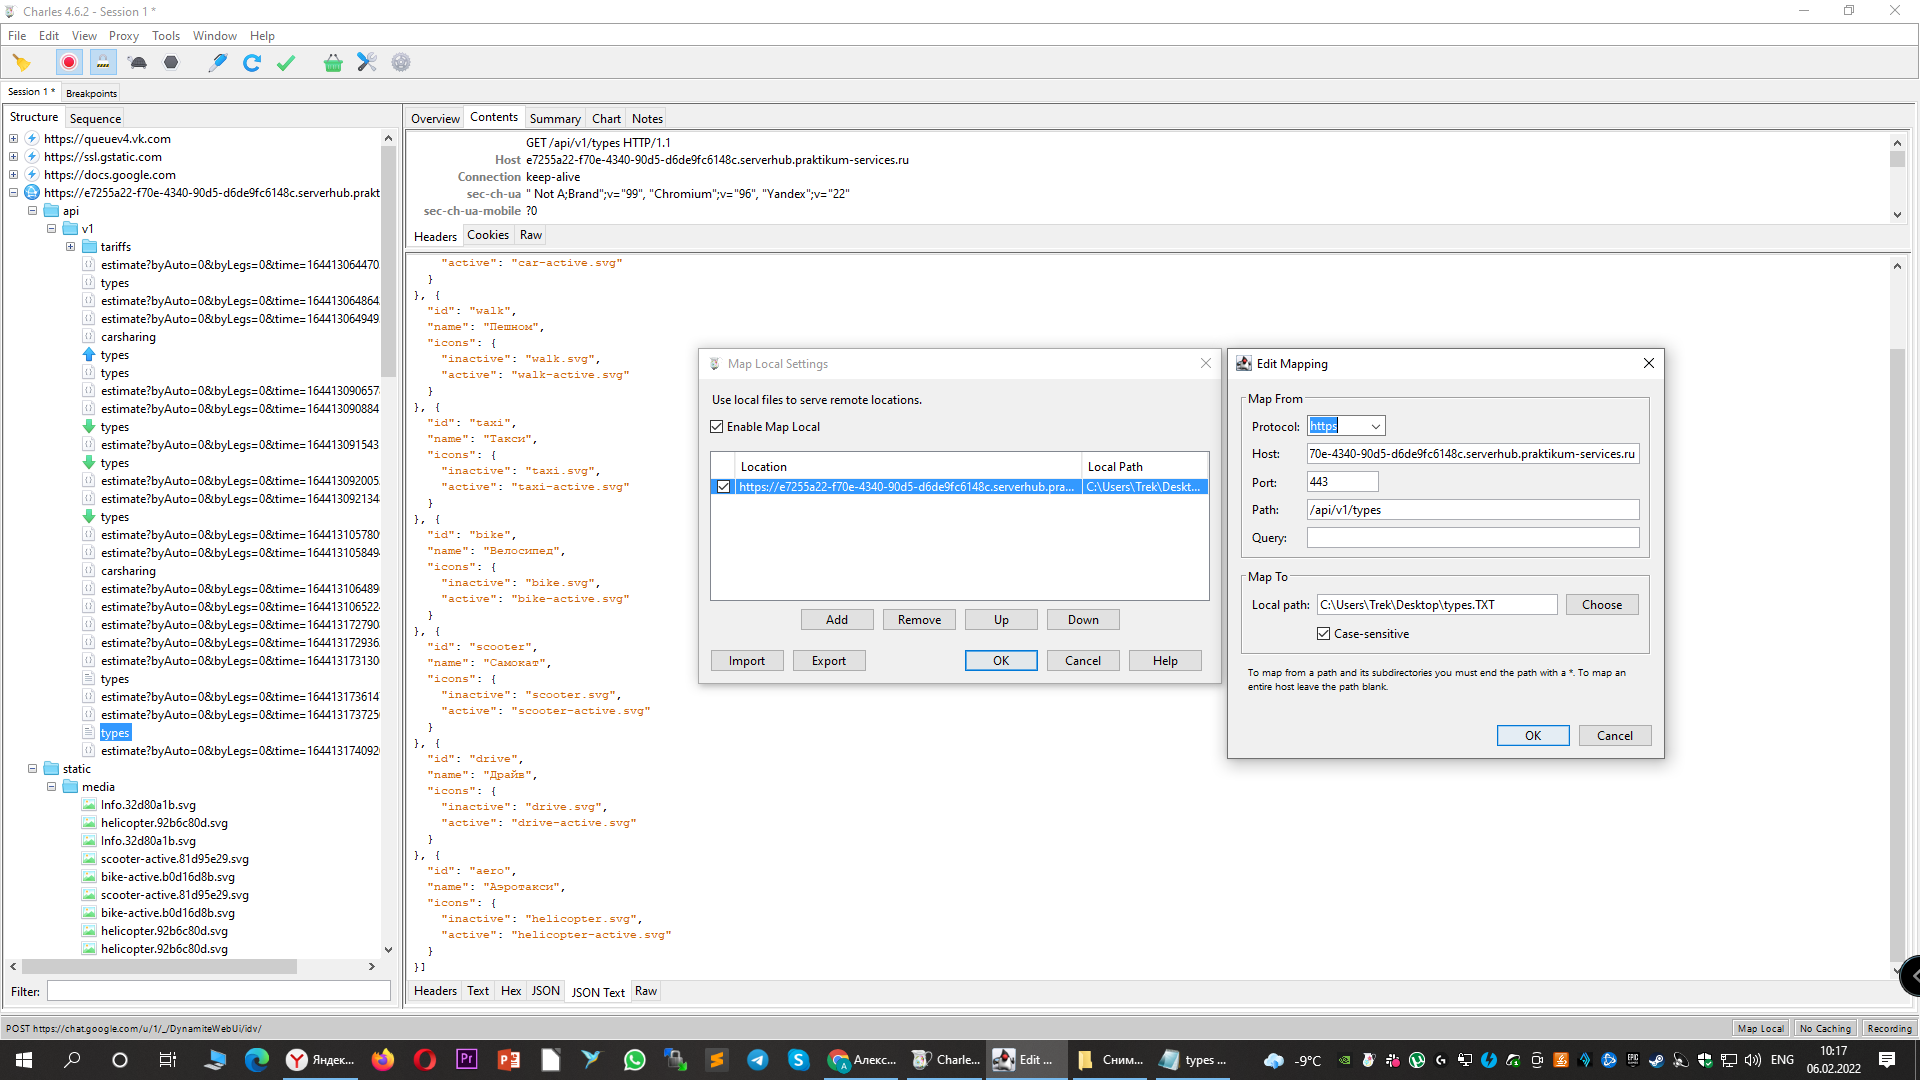 Charles 4.6.2 - Session 1 *
File Edit View Proxy Tools Window Help
Session 1 * Breakpoints
Structure Sequence
https://queuev4.vk.com
https://ssl.gstatic.com
https://docs.google.com
https://e7255a22-f70e-4340-90d5-d6de9fc6148c.serverhub.prakt
api
v1
tariffs
estimate?byAuto=0&byLegs=0&time=164413064470
types
estimate?byAuto=0&byLegs=0&time=164413064864
estimate?byAuto=0&byLegs=0&time=164413064949
carsharing
types
types
estimate?byAuto=0&byLegs=0&time=164413090657
estimate?byAuto=0&byLegs=0&time=164413090884
types
estimate?byAuto=0&byLegs=0&time=164413091543
types
estimate?byAuto=0&byLegs=0&time=164413092005
estimate?byAuto=0&byLegs=0&time=164413092134
types
estimate?byAuto=0&byLegs=0&time=164413105780
estimate?byAuto=0&byLegs=0&time=164413105849
carsharing
estimate?byAuto=0&byLegs=0&time=164413106489
estimate?byAuto=0&byLegs=0&time=164413106522
estimate?byAuto=0&byLegs=0&time=164413172790
estimate?byAuto=0&byLegs=0&time=164413172936
estimate?byAuto=0&byLegs=0&time=164413173130
types
estimate?byAuto=0&byLegs=0&time=164413173614
estimate?byAuto=0&byLegs=0&time=164413173725
types
estimate?byAuto=0&byLegs=0&time=164413174092
static
media
Info.32d80a1b.svg
helicopter.92b6c80d.svg
Info.32d80a1b.svg
scooter-active.81d95e29.svg
bike-active.b0d16d8b.svg
scooter-active.81d95e29.svg
bike-active.b0d16d8b.svg
helicopter.92b6c80d.svg
helicopter.92b6c80d.svg
Filter:
Overview Contents Summary Chart Notes
GET /api/v1/types HTTP/1.1
Host e7255a22-f70e-4340-90d5-d6de9fc6148c.serverhub.praktikum-services.ru
Connection keep-alive
sec-ch-ua " Not A;Brand";v="99", "Chromium";v="96", "Yandex";v="22"
sec-ch-ua-mobile ?0
Headers Cookies Raw
"active": "car-active.svg"
}
}, {
"id": "walk",
"name": "Пешком",
"icons": {
"inactive": "walk.svg",
"active": "walk-active.svg"
}
}, {
"id": "taxi",
"name": "Такси",
"icons": {
"inactive": "taxi.svg",
"active": "taxi-active.svg"
}
}, {
"id": "bike",
"name": "Велосипед",
"icons": {
"inactive": "bike.svg",
"active": "bike-active.svg"
}
}, {
"id": "scooter",
"name": "Самокат",
"icons": {
"inactive": "scooter.svg",
"active": "scooter-active.svg"
}
}, {
"id": "drive",
"name": "Драйв",
"icons": {
"inactive": "drive.svg",
"active": "drive-active.svg"
}
}, {
"id": "aero",
"name": "Аэротакси",
"icons": {
"inactive": "helicopter.svg",
"active": "helicopter-active.svg"
}
}]
Headers Text Hex JSON JSON Text Raw
Map Local Settings
Use local files to serve remote locations.
Enable Map Local
Location Local Path
https://e7255a22-f70e-4340-90d5-d6de9fc6148c.serverhub.pra... C:\Users\Trek\Deskt...
Add Remove Up Down
Import Export OK Cancel Help
Edit Mapping
Map From
Protocol: https
Host: 70e-4340-90d5-d6de9fc6148c.serverhub.praktikum-services.ru
Port: 443
Path: /api/v1/types
Query:
Map To
Local path: C:\Users\Trek\Desktop\types.TXT Choose
Case-sensitive
To map from a path and its subdirectories you must end the path with a *. To map an
entire host leave the path blank.
OK Cancel
POST https://chat.google.com/u/1/_/DynamiteWebUi/idv/
Map Local No Caching Recording
Яндек... Алекс... Charle... Edit ... Сним... types ... -9°C ENG 10:17
06.02.2022